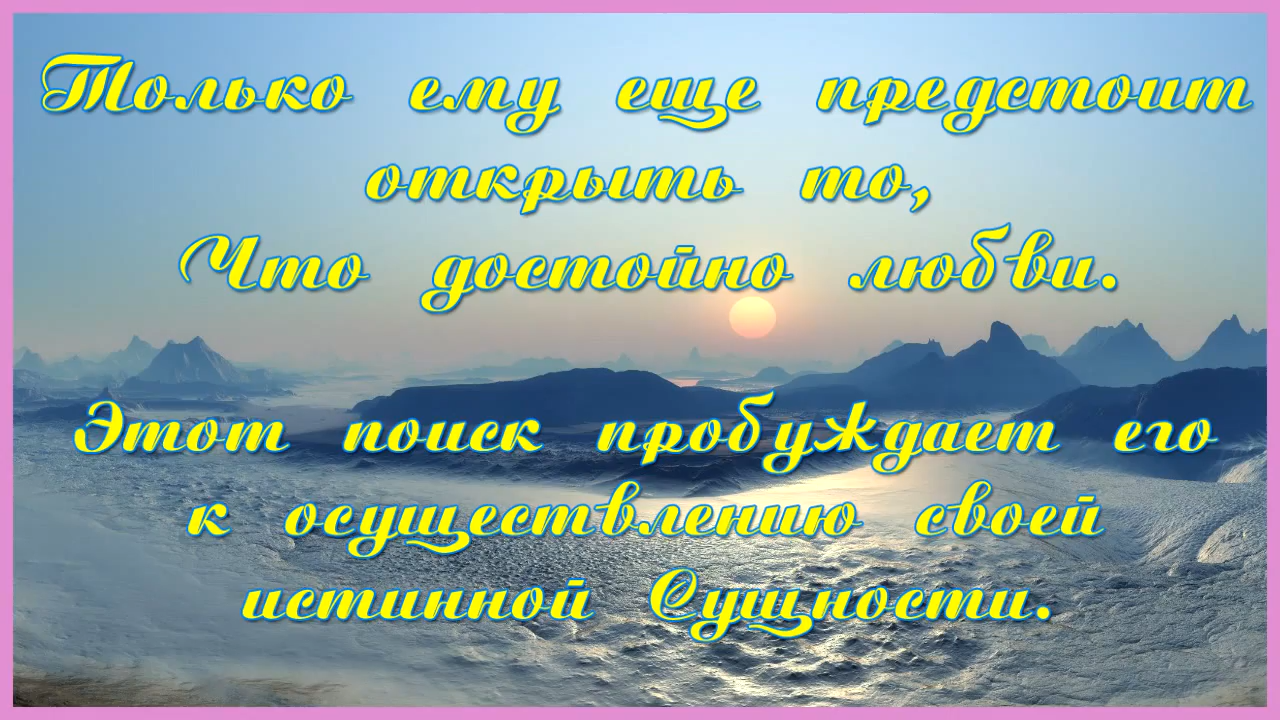 Только ему еще предстоит
открыть то,
Что достойно любви.
Этот поиск пробуждает его
к осуществлению своей
истинной Сущности.